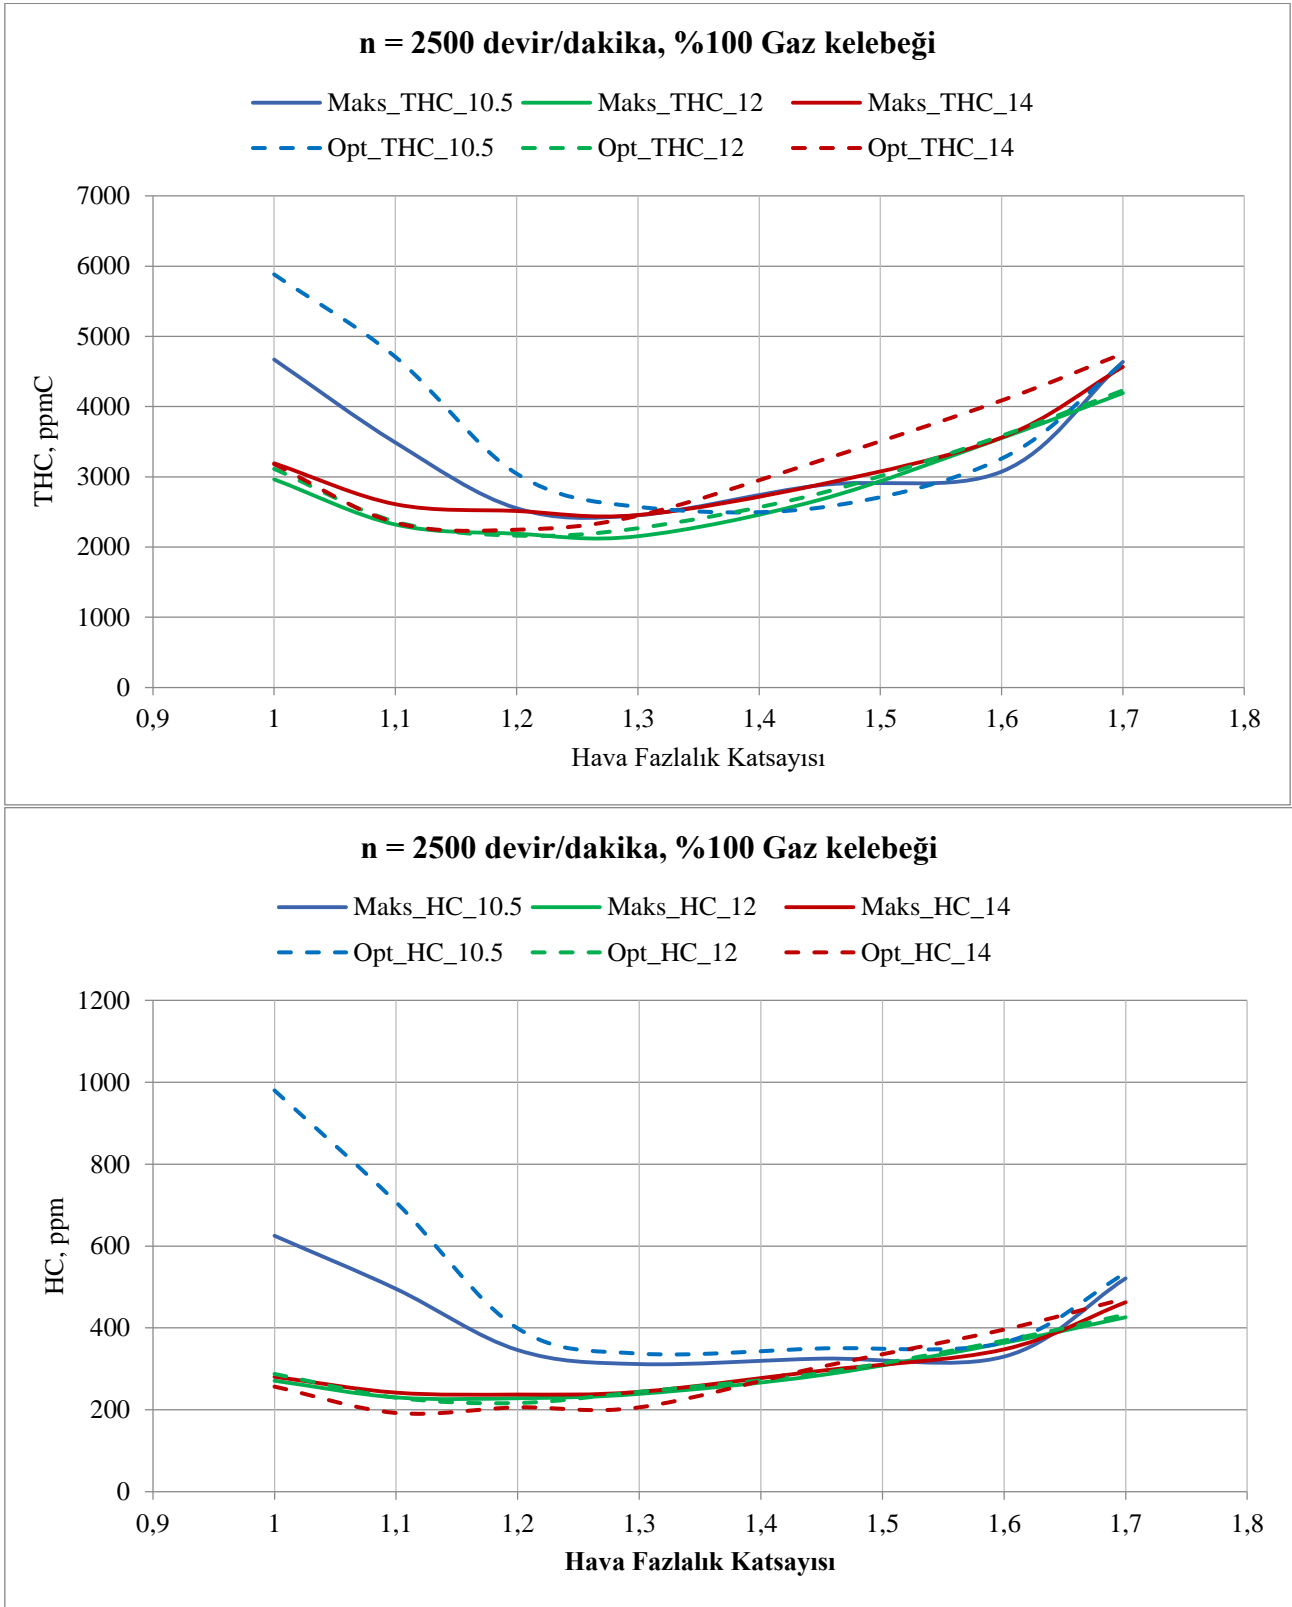 n = 2500 devir/dakika, %100 Gaz kelebeği
Maks_THC_10.5 Maks_THC_12 Maks_THC_14
Opt_THC_10.5 Opt_THC_12 Opt_THC_14
7000
6000
5000
4000
3000
2000
1000
0
THC, ppmC
0,9 1 1,1 1,2 1,3 1,4 1,5 1,6 1,7 1,8
Hava Fazlalık Katsayısı
n = 2500 devir/dakika, %100 Gaz kelebeği
Maks_HC_10.5 Maks_HC_12 Maks_HC_14
Opt_HC_10.5 Opt_HC_12 Opt_HC_14
1200
1000
800
600
400
200
0
HC, ppm
0,9 1 1,1 1,2 1,3 1,4 1,5 1,6 1,7 1,8
Hava Fazlalık Katsayısı